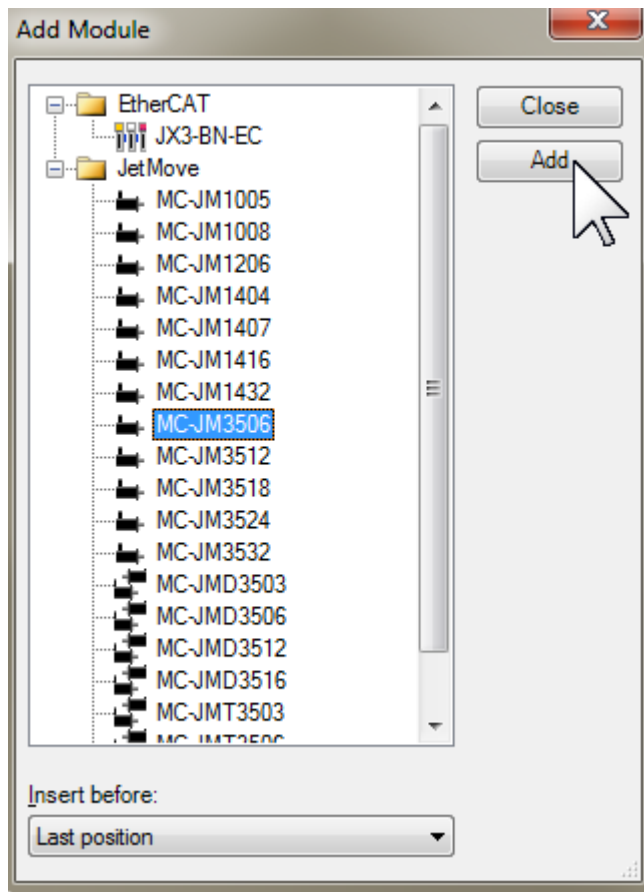 Add Module
EtherCAT
JX3-BN-EC
JetMove
MC-JM1005
MC-JM1008
MC-JM1206
MC-JM1404
MC-JM1407
MC-JM1416
MC-JM1432
MC-JM3506
MC-JM3512
MC-JM3518
MC-JM3524
MC-JM3532
MC-JMD3503
MC-JMD3506
MC-JMD3512
MC-JMD3516
MC-JMT3503
MC-JMT3506
Close
Add
Insert before:
Last position